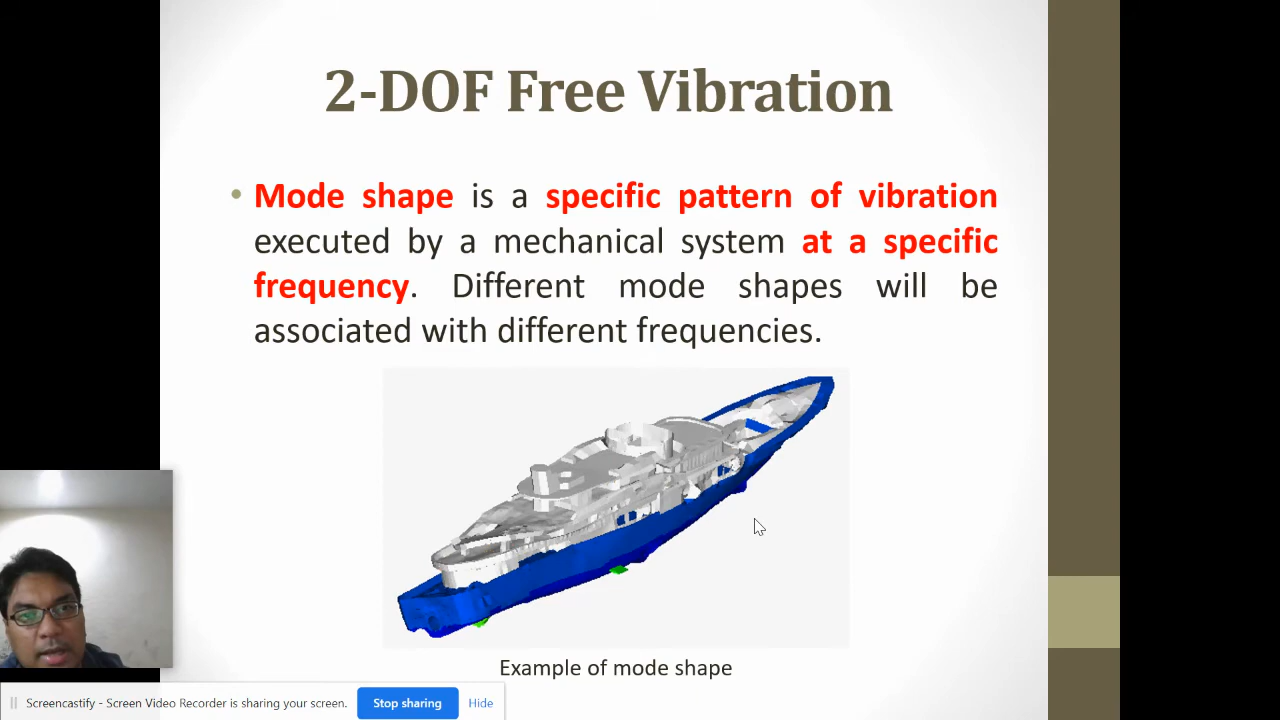 2-DOF Free Vibration
• Mode shape is a specific pattern of vibration
executed by a mechanical system at a specific
frequency. Different mode shapes will be
associated with different frequencies.
Example of mode shape
Screencastify - Screen Video Recorder is sharing your screen.
Stop sharing
Hide